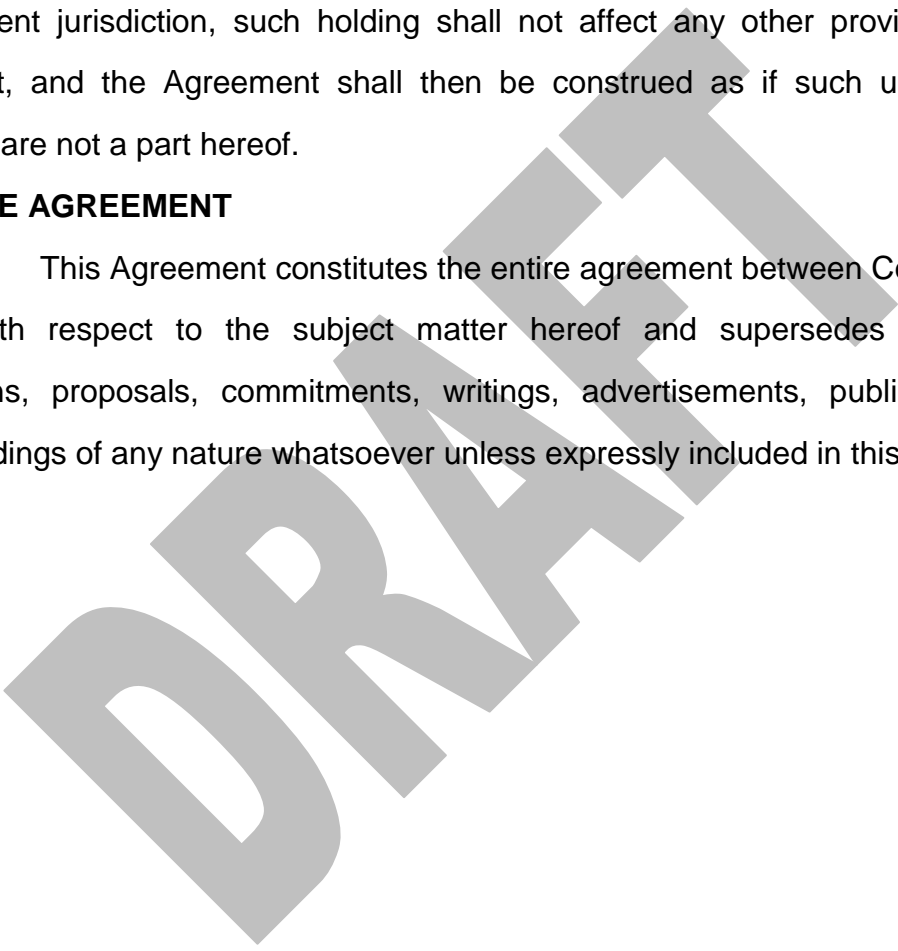 ent jurisdiction, such holding shall not affect any other provi
t, and the Agreement shall then be construed as if such u
are not a part hereof.
E AGREEMENT
This Agreement constitutes the entire agreement between Co
th respect to the subject matter hereof and supersedes
ns, proposals, commitments, writings, advertisements, publi
dings of any nature whatsoever unless expressly included in this
DRAFT